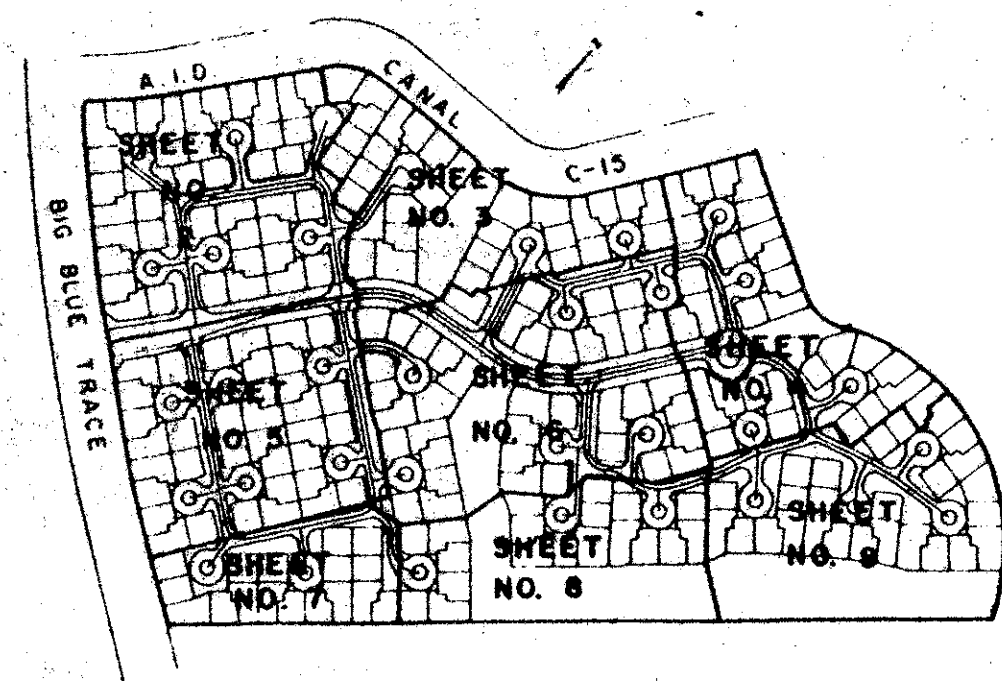 A.I.D
CANAL
C-15
BIG BLUE TRACE
SHEET
NO
SHEET
NO. 3
SHEET
NO. 4
SHEET
NO 5
SHEET
NO. 6
SHEET
NO. 7
SHEET
NO. 8
SHEET
NO. 9